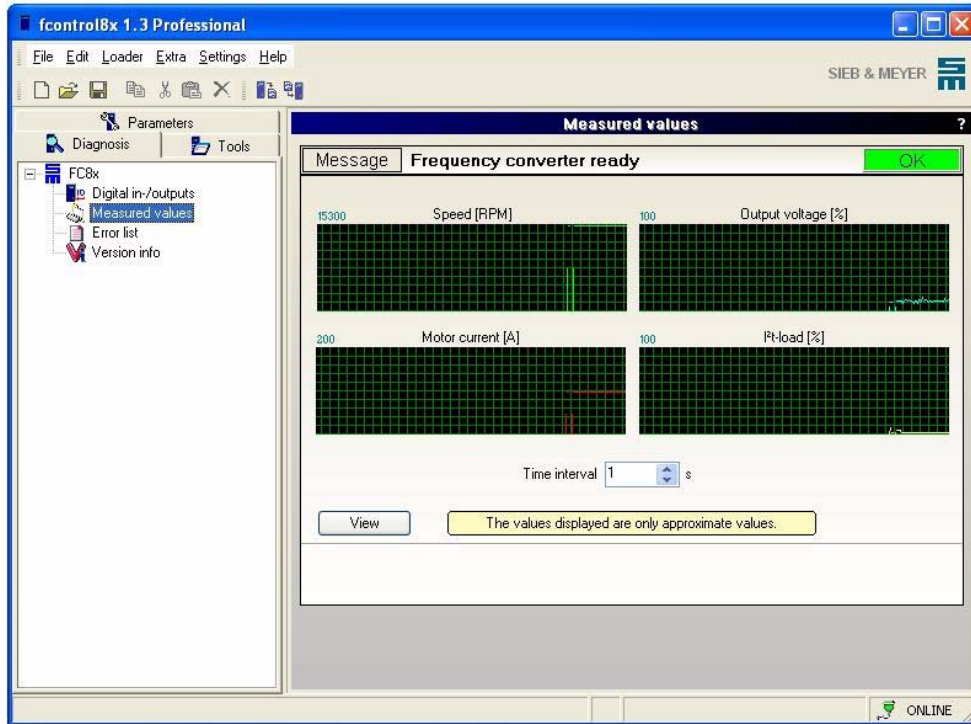 fcontrol8x 1.3 Professional
File Edit Loader Extra Settings Help
SIEB & MEYER
Parameters
Diagnosis
Tools
FC8x
Digital in-/outputs
Measured values
Error list
Version info
Measured values
?
Message
Frequency converter ready
OK
15300
Speed [RPM]
100
Output voltage [%]
200
Motor current [A]
100
I²t-load [%]
Time interval 1 s
View
The values displayed are only approximate values.
ONLINE